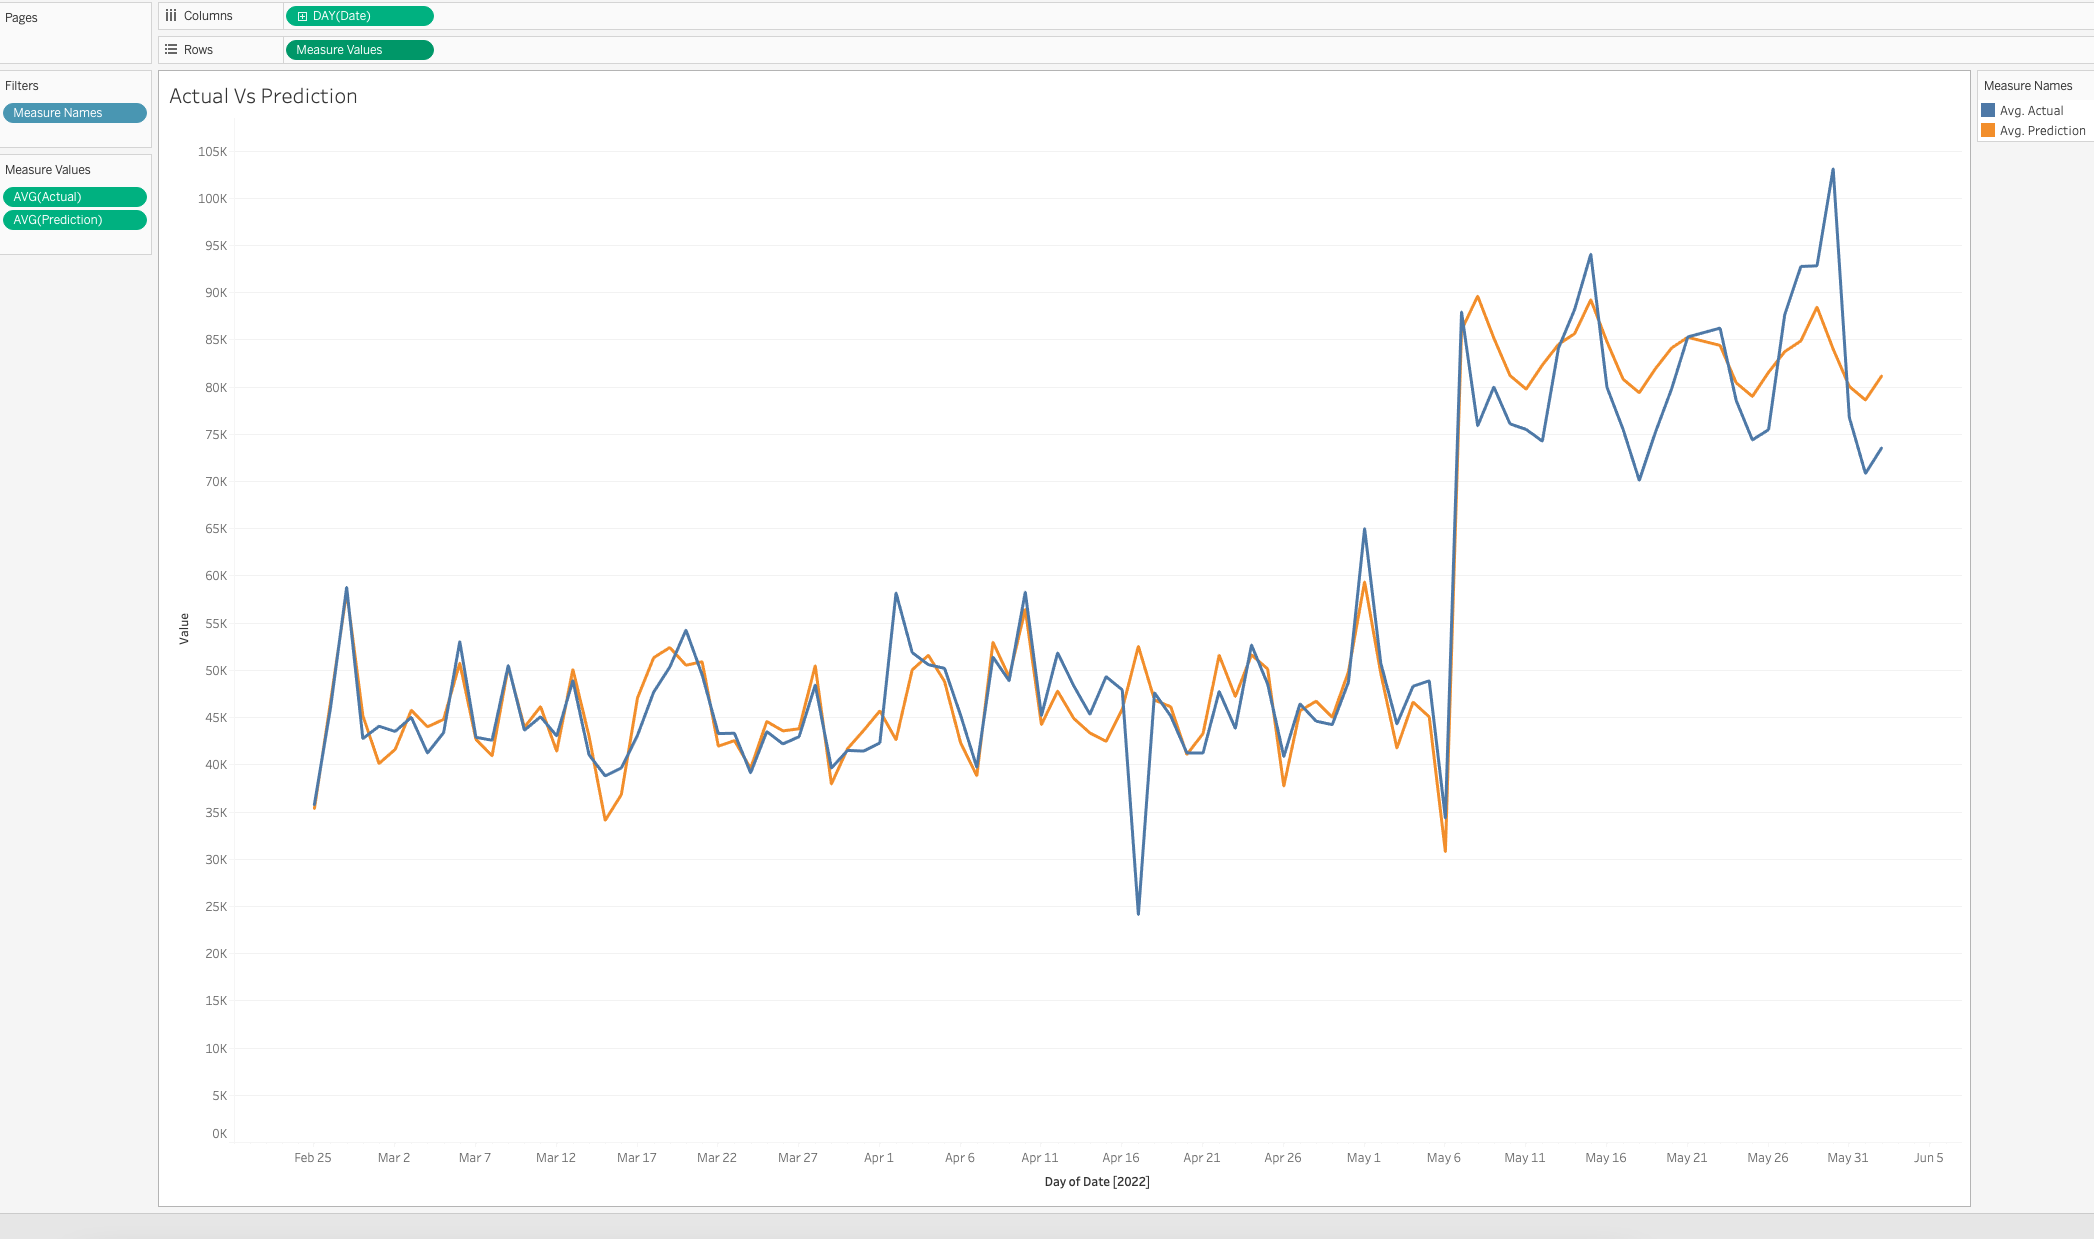 Pages
Columns
DAY(Date)
Rows
Measure Values
Filters
Measure Names
Measure Values
AVG(Actual)
AVG(Prediction)
Actual Vs Prediction
Measure Names
Avg. Actual
Avg. Prediction
105K
100K
95K
90K
85K
80K
75K
70K
65K
60K
55K
50K
45K
40K
35K
30K
25K
20K
15K
10K
5K
0K
Value
Feb 25 Mar 2 Mar 7 Mar 12 Mar 17 Mar 22 Mar 27 Apr 1 Apr 6 Apr 11 Apr 16 Apr 21 Apr 26 May 1 May 6 May 11 May 16 May 21 May 26 May 31 Jun 5
Day of Date [2022]